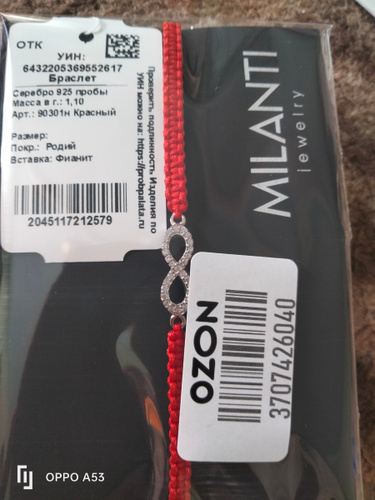 ОТК
УИН:
6432205369552617
Браслет
Серебро 925 пробы
Масса в г.: 1,10
Арт.: 90301н Красный
Размер:
Покр.: Родий
Вставка: Фианит
2045117212579
Проверить подлинность Изделия по
УИН можно на: https://probpalata.ru
MILANTI
jewelry
OZON
3707426040
OPPO A53